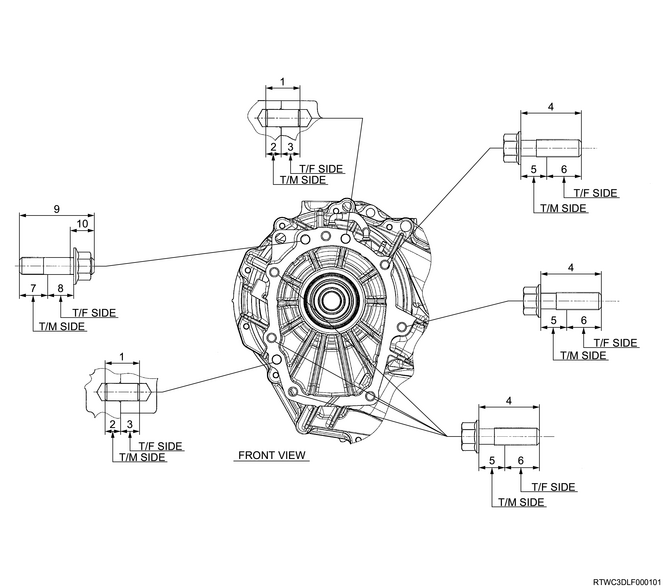 1
2 3
T/F SIDE
T/M SIDE
4
5 6
T/F SIDE
T/M SIDE
9
10
7 8
T/F SIDE
T/M SIDE
4
5 6
T/F SIDE
T/M SIDE
1
2 3
T/F SIDE
T/M SIDE
4
5 6
T/F SIDE
T/M SIDE
FRONT VIEW
RTWC3DLF000101